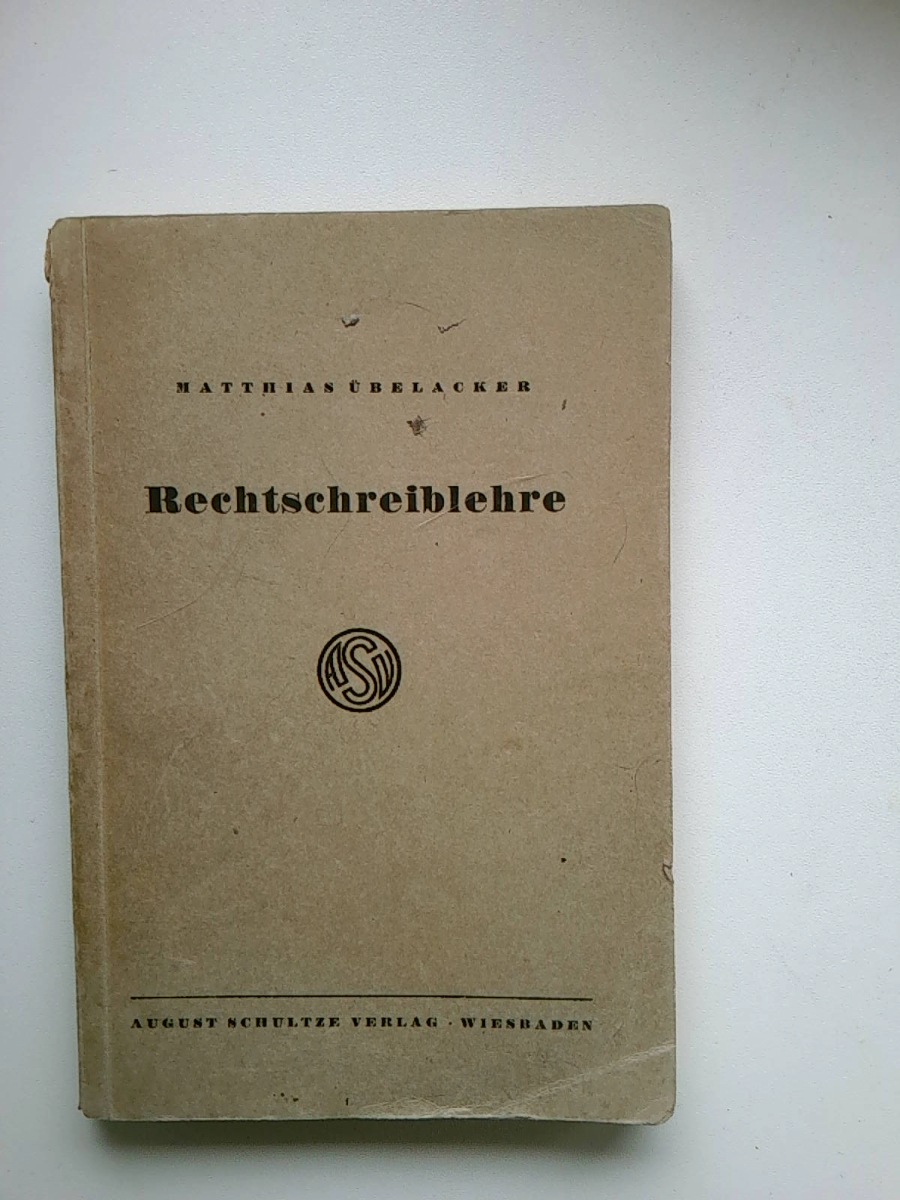 MATTHIAS ÜBELACKER
Rechtschreiblehre
ASV
AUGUST SCHULTZE VERLAG · WIESBADEN